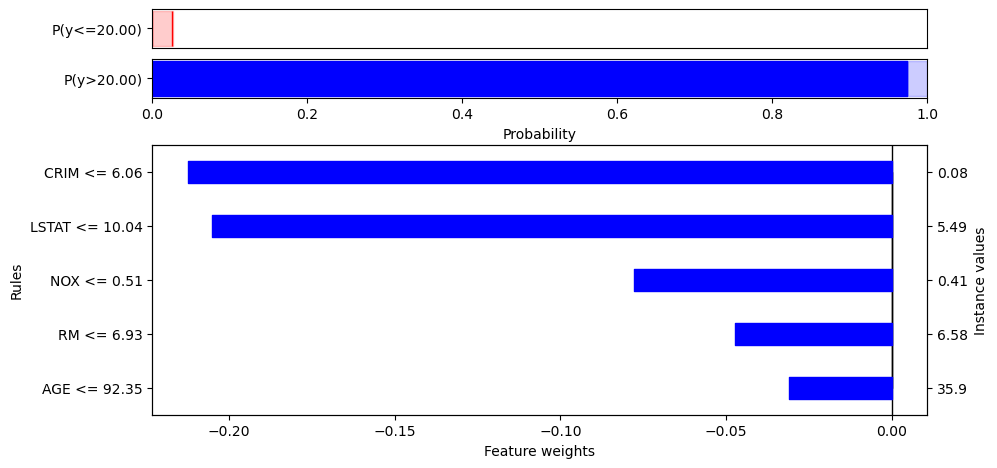 P(y<=20.00)
P(y>20.00)
0.0 0.2 0.4 0.6 0.8 1.0
Probability
CRIM <= 6.06 0.08
LSTAT <= 10.04 5.49
NOX <= 0.51 0.41
RM <= 6.93 6.58
AGE <= 92.35 35.9
Rules
Instance values
−0.20 −0.15 −0.10 −0.05 0.00
Feature weights